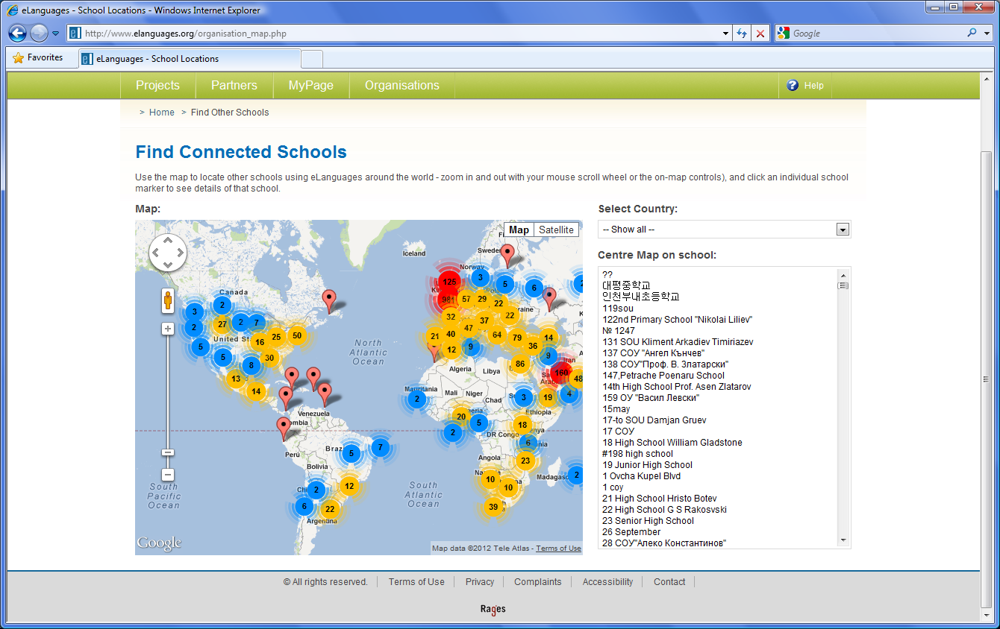 eLanguages - School Locations - Windows Internet Explorer
http://www.elanguages.org/organisation_map.php
Google
Favorites
eLanguages - School Locations
Projects
Partners
MyPage
Organisations
Help
> Home > Find Other Schools
Find Connected Schools
Use the map to locate other schools using eLanguages around the world - zoom in and out with your mouse scroll wheel or the on-map controls), and click an individual school
marker to see details of that school.
Map:
Map
Satellite
Iceland
Sweden
Norway
Canada
125
3
5
6
981
57
29
22
3
2
27
2
2
7
16
25
50
5
5
8
30
13
14
32
37
22
21
40
47
64
79
14
12
9
36
9
86
160
48
North
Atlantic
Ocean
Algeria
Libya
Iran
Mauritania
Mali
Niger
Chad
2
3
19
4
Ethiopia
20
5
2
18
DR Congo
6
Angola
23
Venezuela
Perú
Bolivia
5
7
2
12
6
22
Argentina
10
10
39
2
South
Pacific
Ocean
South
Atlantic
Ocean
Google
Map data ©2012 Tele Atlas - Terms of Use
Select Country:
-- Show all --
Centre Map on school:
??
대평중학교
인천부내초등학교
119sou
122nd Primary School "Nikolai Liliev"
№ 1247
131 SOU Kliment Arkadiev Timiriazev
137 СОУ "Ангел Кънчев"
138 СОУ"Проф. В. Златарски"
147,Petrache Poenaru School
14th High School Prof. Asen Zlatarov
159 ОУ "Васил Левски"
15may
17-to SOU Damjan Gruev
17 СОУ
18 High School William Gladstone
#198 high school
19 Junior High School
1 Ovcha Kupel Blvd
1 coy
21 High School Hristo Botev
22 High School G S Rakosvski
23 Senior High School
26 September
28 СОУ"Алеко Константинов"
© All rights reserved.
Terms of Use
Privacy
Complaints
Accessibility
Contact
Rages